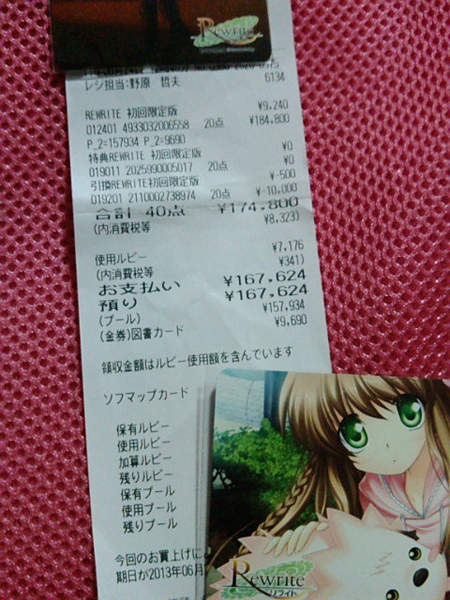 Rewrite
レジ担当:野原 哲夫 6134
REWRITE 初回限定版 ¥9,240
012401 4933032006558 20点 ¥184,800
P_2=157934 P_2=9690
特典REWRITE 初回限定版 ¥0
019011 2025990005017 20点 ¥0
引換REWRITE初回限定版 ¥-500
019201 2110002738974 20点 ¥-10,000
合計 40点 ¥174,800
(内消費税等 ¥8,323)
使用ルビー ¥7,176
(内消費税等 ¥341)
お支払い ¥167,624
預り ¥167,624
(プール) ¥157,934
(金券)図書カード ¥9,690
領収金額はルビー使用額を含んでいます
ソフマップカード
保有ルビー
使用ルビー
加算ルビー
残りルビー
保有プール
使用プール
残りプール
今回のお買上げに
期日が2013年06月
Rewrite
リライト